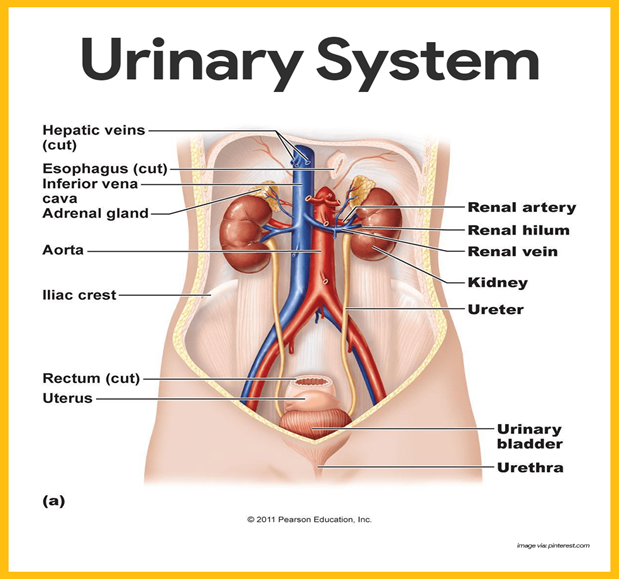 Urinary System
Hepatic veins
(cut)
Esophagus (cut)
Inferior vena
cava
Adrenal gland
Aorta
Iliac crest
Rectum (cut)
Uterus
Renal artery
Renal hilum
Renal vein
Kidney
Ureter
Urinary
bladder
Urethra
(a)
© 2011 Pearson Education, Inc.
image via: pinterest.com